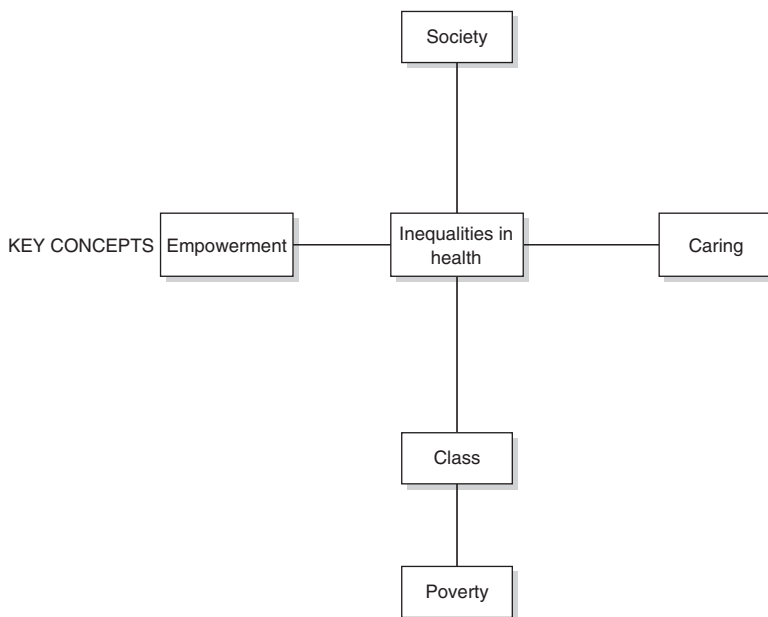 Society
KEY CONCEPTS
Empowerment
Inequalities in
health
Caring
Class
Poverty